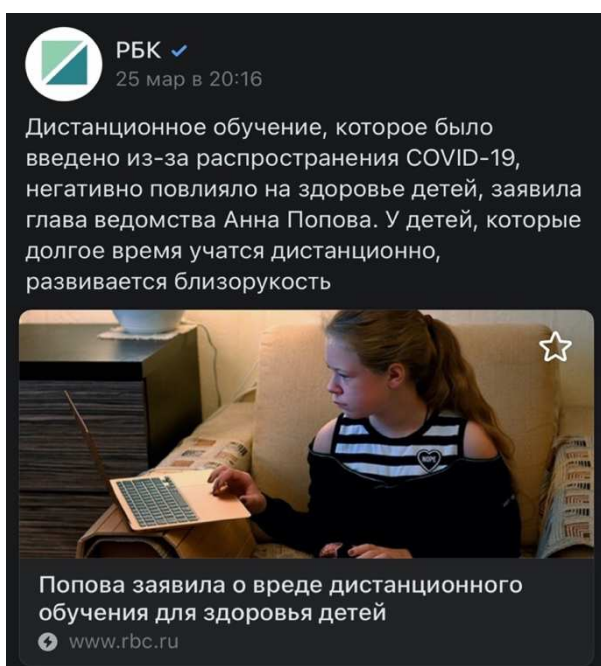 РБК
25 мар в 20:16
Дистанционное обучение, которое было
введено из-за распространения COVID-19,
негативно повлияло на здоровье детей, заявила
глава ведомства Анна Попова. У детей, которые
долгое время учатся дистанционно,
развивается близорукость
NOPE
Попова заявила о вреде дистанционного
обучения для здоровья детей
www.rbc.ru